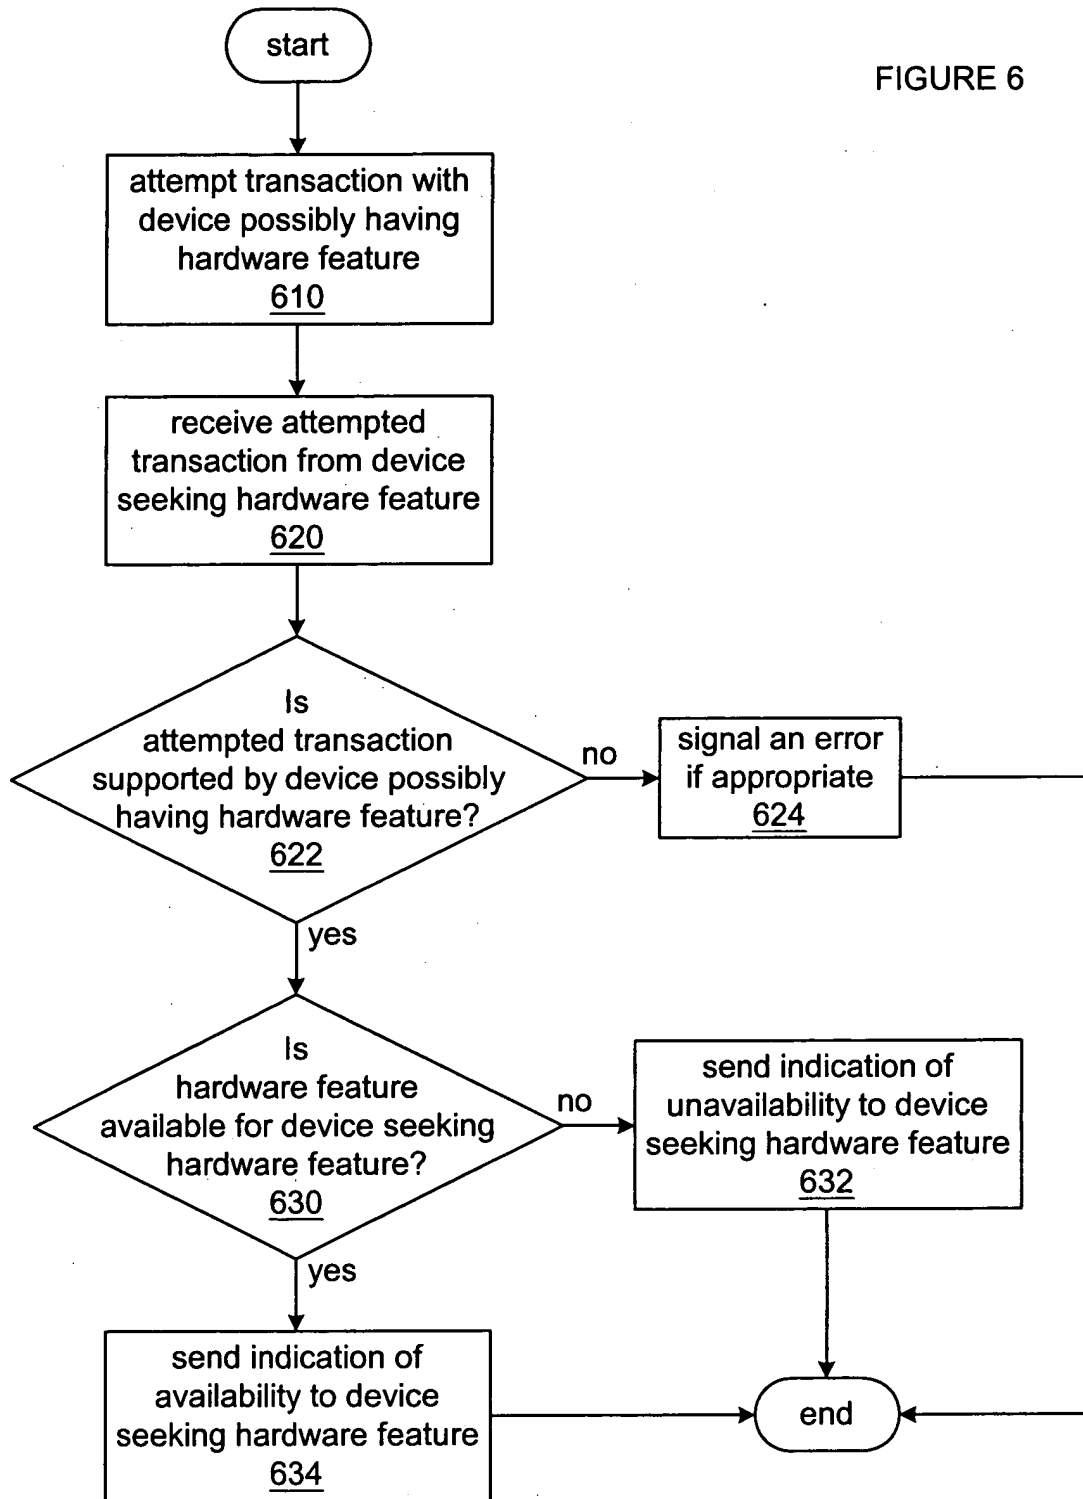 start
FIGURE 6
attempt transaction with
device possibly having
hardware feature
610
receive attempted
transaction from device
seeking hardware feature
620
Is
attempted transaction
supported by device possibly
having hardware feature?
622
no
signal an error
if appropriate
624
yes
Is
hardware feature
available for device seeking
hardware feature?
630
no
send indication of
unavailability to device
seeking hardware feature
632
yes
send indication of
availability to device
seeking hardware feature
634
end